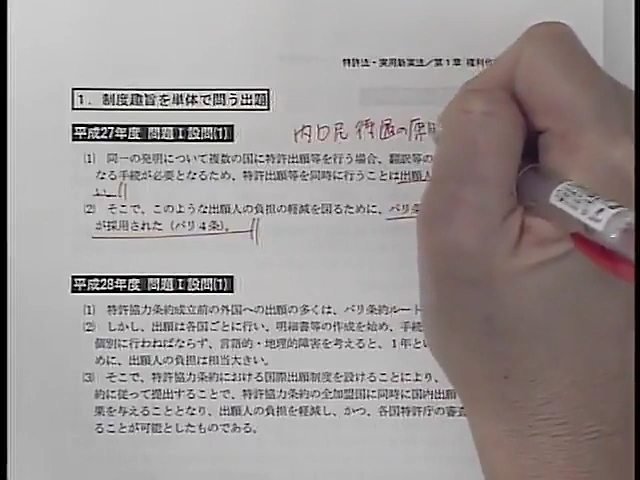 特許法・実用新案法／第1章 権利化
1．制度趣旨を単体で問う出題
平成27年度 問題Ⅰ設問(1)
内口尺 待遇の原則
(1) 同一の発明について複数の国に特許出願等を行う場合、翻訳等の
なる手続が必要となるため、特許出願等を同時に行うことは出願人
(2) そこで、このような出願人の負担の軽減を図るために、パリ条
が採用された（パリ4条）。
平成28年度 問題Ⅰ設問(1)
(1) 特許協力条約成立前の外国への出願の多くは、パリ条約ルート
(2) しかし、出願は各国ごとに行い、明細書等の作成を始め、手続
個別に行わねばならず、言語的・地理的障害を考えると、1年と
めに、出願人の負担は相当大きい。
(3) そこで、特許協力条約における国際出願制度を設けることにより、
約に従って提出することで、特許協力条約の全加盟国に同時に国内出願
果を与えることとなり、出願人の負担を軽減し、かつ、各国特許庁の審査
ることが可能としたものである。